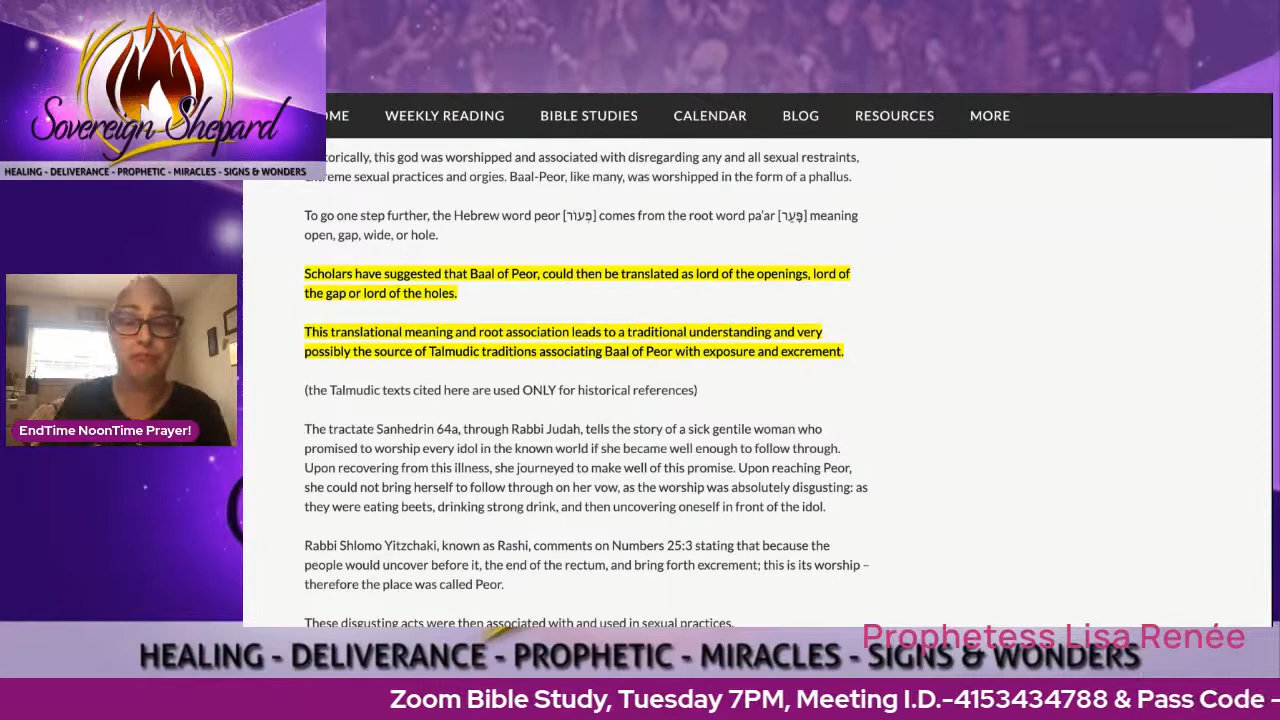 Sovereign Shepard
HEALING - DELIVERANCE - PROPHETIC - MIRACLES - SIGNS & WONDERS
OME WEEKLY READING BIBLE STUDIES CALENDAR BLOG RESOURCES MORE
torically, this god was worshipped and associated with disregarding any and all sexual restraints,
extreme sexual practices and orgies. Baal-Peor, like many, was worshipped in the form of a phallus.
To go one step further, the Hebrew word peor [פְּעוֹר] comes from the root word pa'ar [פָּעַר] meaning
open, gap, wide, or hole.
Scholars have suggested that Baal of Peor, could then be translated as lord of the openings, lord of
the gap or lord of the holes.
This translational meaning and root association leads to a traditional understanding and very
possibly the source of Talmudic traditions associating Baal of Peor with exposure and excrement.
(the Talmudic texts cited here are used ONLY for historical references)
The tractate Sanhedrin 64a, through Rabbi Judah, tells the story of a sick gentile woman who
promised to worship every idol in the known world if she became well enough to follow through.
Upon recovering from this illness, she journeyed to make well of this promise. Upon reaching Peor,
she could not bring herself to follow through on her vow, as the worship was absolutely disgusting: as
they were eating beets, drinking strong drink, and then uncovering oneself in front of the idol.
Rabbi Shlomo Yitzchaki, known as Rashi, comments on Numbers 25:3 stating that because the
people would uncover before it, the end of the rectum, and bring forth excrement; this is its worship –
therefore the place was called Peor.
These disgusting acts were then associated with and used in sexual practices.
EndTime NoonTime Prayer!
Prophetess Lisa Renée
HEALING - DELIVERANCE - PROPHETIC - MIRACLES - SIGNS & WONDERS
Zoom Bible Study, Tuesday 7PM, Meeting I.D.-4153434788 & Pass Code -